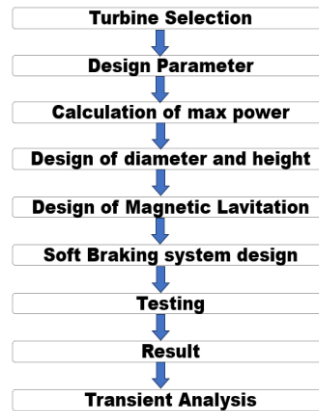 Turbine Selection
Design Parameter
Calculation of max power
Design of diameter and height
Design of Magnetic Lavitation
Soft Braking system design
Testing
Result
Transient Analysis